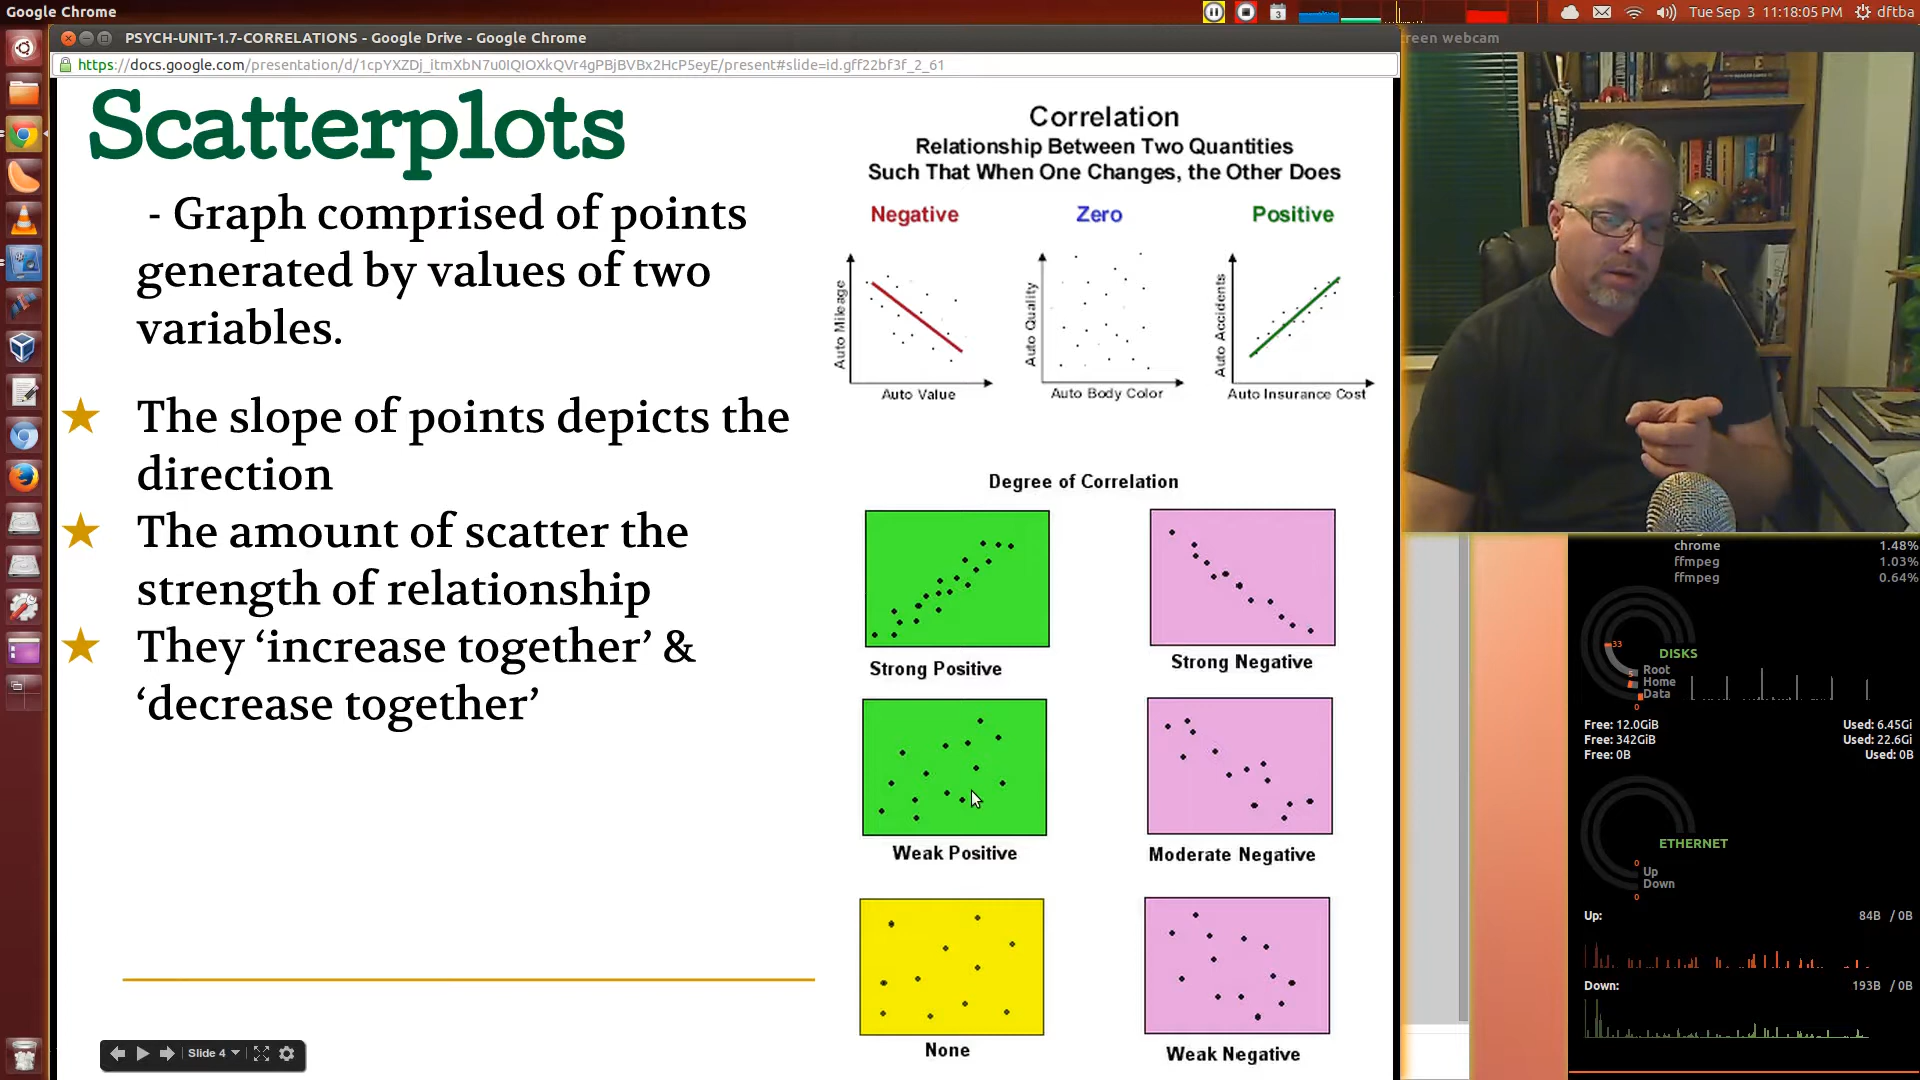 Google Chrome
3
Tue Sep 3 11:18:05 PM
dftba
PSYCH-UNIT-1.7-CORRELATIONS - Google Drive - Google Chrome
reen webcam
https://docs.google.com/presentation/d/1cpYXZDj_itmXbN7u0IQIOXkQVr4gPBjBVBx2HcP5eyE/present#slide=id.gff22bf3f_2_61
Scatterplots
- Graph comprised of points
generated by values of two
variables.
★ The slope of points depicts the
direction
★ The amount of scatter the
strength of relationship
★ They ‘increase together’ &
‘decrease together’
Slide 4
Correlation
Relationship Between Two Quantities
Such That When One Changes, the Other Does
Negative
Zero
Positive
Auto Mileage
Auto Value
Auto Quality
Auto Body Color
Auto Accidents
Auto Insurance Cost
Degree of Correlation
Strong Positive
Strong Negative
Weak Positive
Moderate Negative
None
Weak Negative
chrome 1.48%
ffmpeg 1.03%
ffmpeg 0.64%
33
DISKS
5 Root
Home
Data
0
Free: 12.0GiB Used: 6.45Gi
Free: 342GiB Used: 22.6Gi
Free: 0B Used: 0B
ETHERNET
0
Up
Down
0
Up: 84B / 0B
Down: 193B / 0B